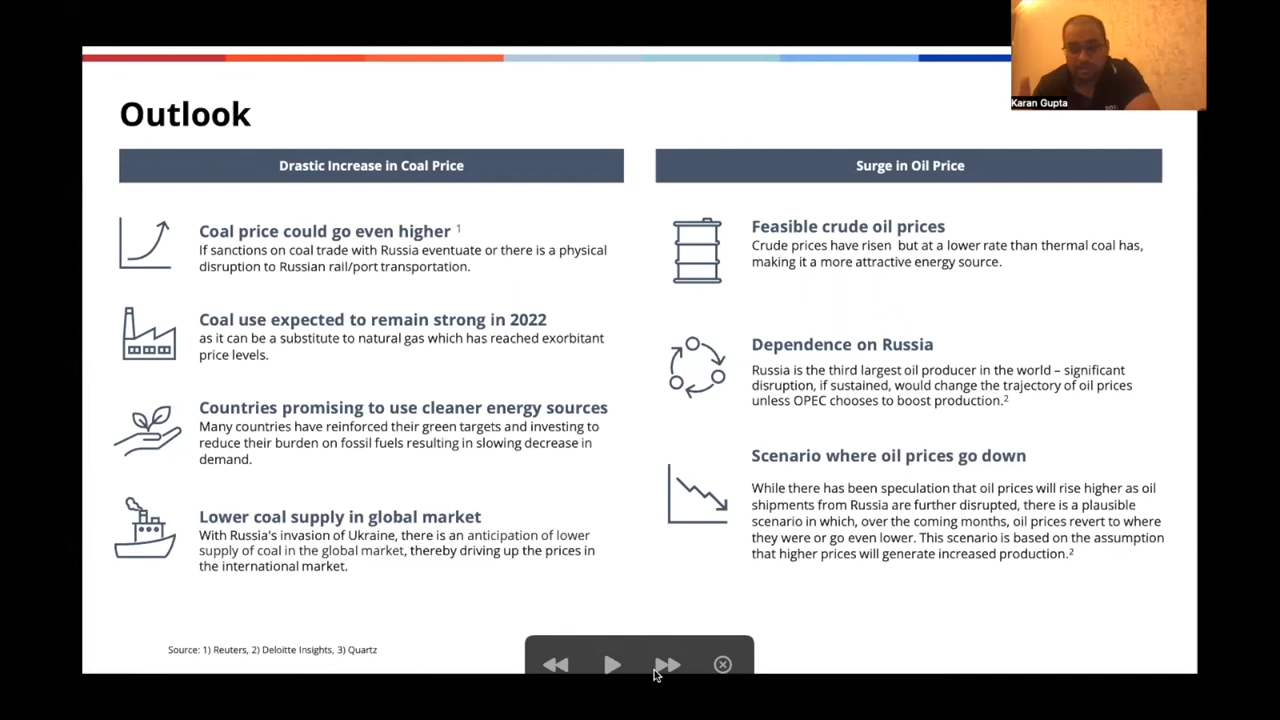 Karan Gupta
Outlook
Drastic Increase in Coal Price
Coal price could go even higher 1
If sanctions on coal trade with Russia eventuate or there is a physical
disruption to Russian rail/port transportation.
Coal use expected to remain strong in 2022
as it can be a substitute to natural gas which has reached exorbitant
price levels.
Countries promising to use cleaner energy sources
Many countries have reinforced their green targets and investing to
reduce their burden on fossil fuels resulting in slowing decrease in
demand.
Lower coal supply in global market
With Russia's invasion of Ukraine, there is an anticipation of lower
supply of coal in the global market, thereby driving up the prices in
the international market.
Surge in Oil Price
Feasible crude oil prices
Crude prices have risen but at a lower rate than thermal coal has,
making it a more attractive energy source.
Dependence on Russia
Russia is the third largest oil producer in the world – significant
disruption, if sustained, would change the trajectory of oil prices
unless OPEC chooses to boost production.2
Scenario where oil prices go down
While there has been speculation that oil prices will rise higher as oil
shipments from Russia are further disrupted, there is a plausible
scenario in which, over the coming months, oil prices revert to where
they were or go even lower. This scenario is based on the assumption
that higher prices will generate increased production.2
Source: 1) Reuters, 2) Deloitte Insights, 3) Quartz